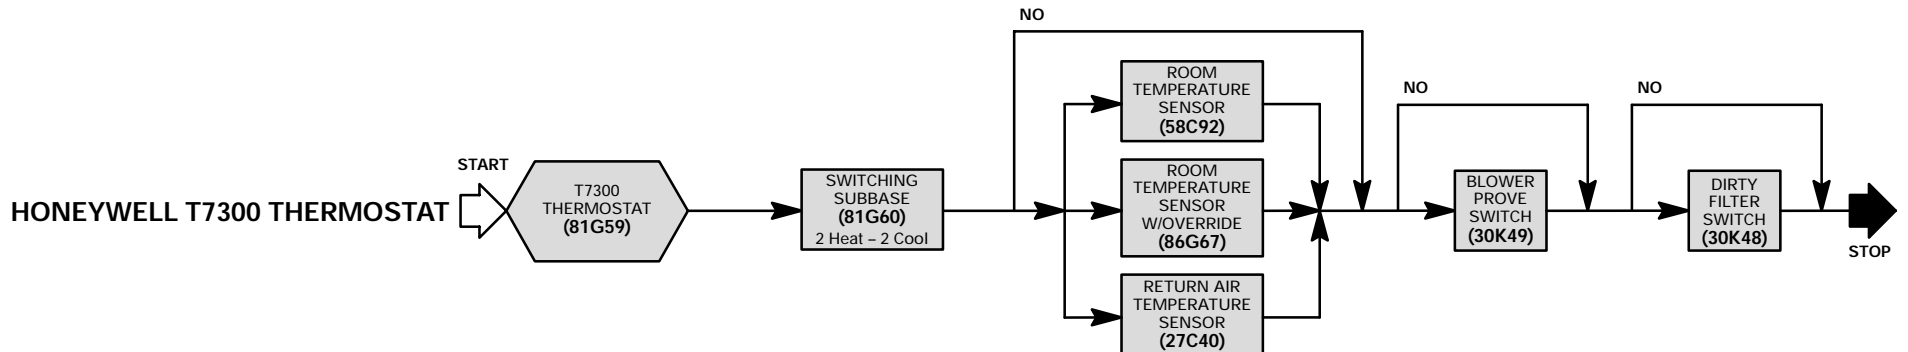 HONEYWELL T7300 THERMOSTAT
START
T7300
THERMOSTAT
(81G59)
SWITCHING
SUBBASE
(81G60)
2 Heat – 2 Cool
NO
ROOM
TEMPERATURE
SENSOR
(58C92)
ROOM
TEMPERATURE
SENSOR
W/OVERRIDE
(86G67)
RETURN AIR
TEMPERATURE
SENSOR
(27C40)
NO
BLOWER
PROVE
SWITCH
(30K49)
NO
DIRTY
FILTER
SWITCH
(30K48)
STOP